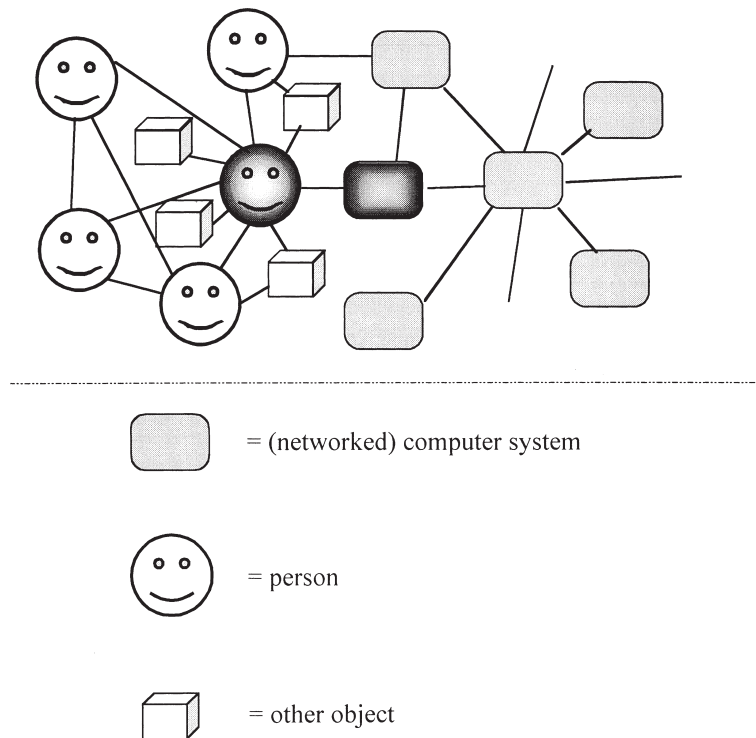 = (networked) computer system
= person
= other object